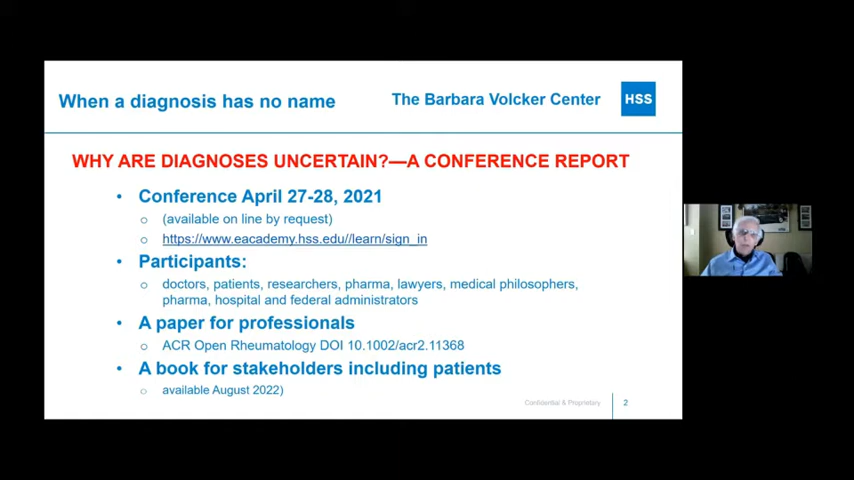 When a diagnosis has no name
The Barbara Volcker Center
HSS
WHY ARE DIAGNOSES UNCERTAIN?—A CONFERENCE REPORT
• Conference April 27-28, 2021
o (available on line by request)
o https://www.eacademy.hss.edu//learn/sign_in
• Participants:
o doctors, patients, researchers, pharma, lawyers, medical philosophers,
pharma, hospital and federal administrators
• A paper for professionals
o ACR Open Rheumatology DOI 10.1002/acr2.11368
• A book for stakeholders including patients
o available August 2022)
Confidential & Proprietary
2